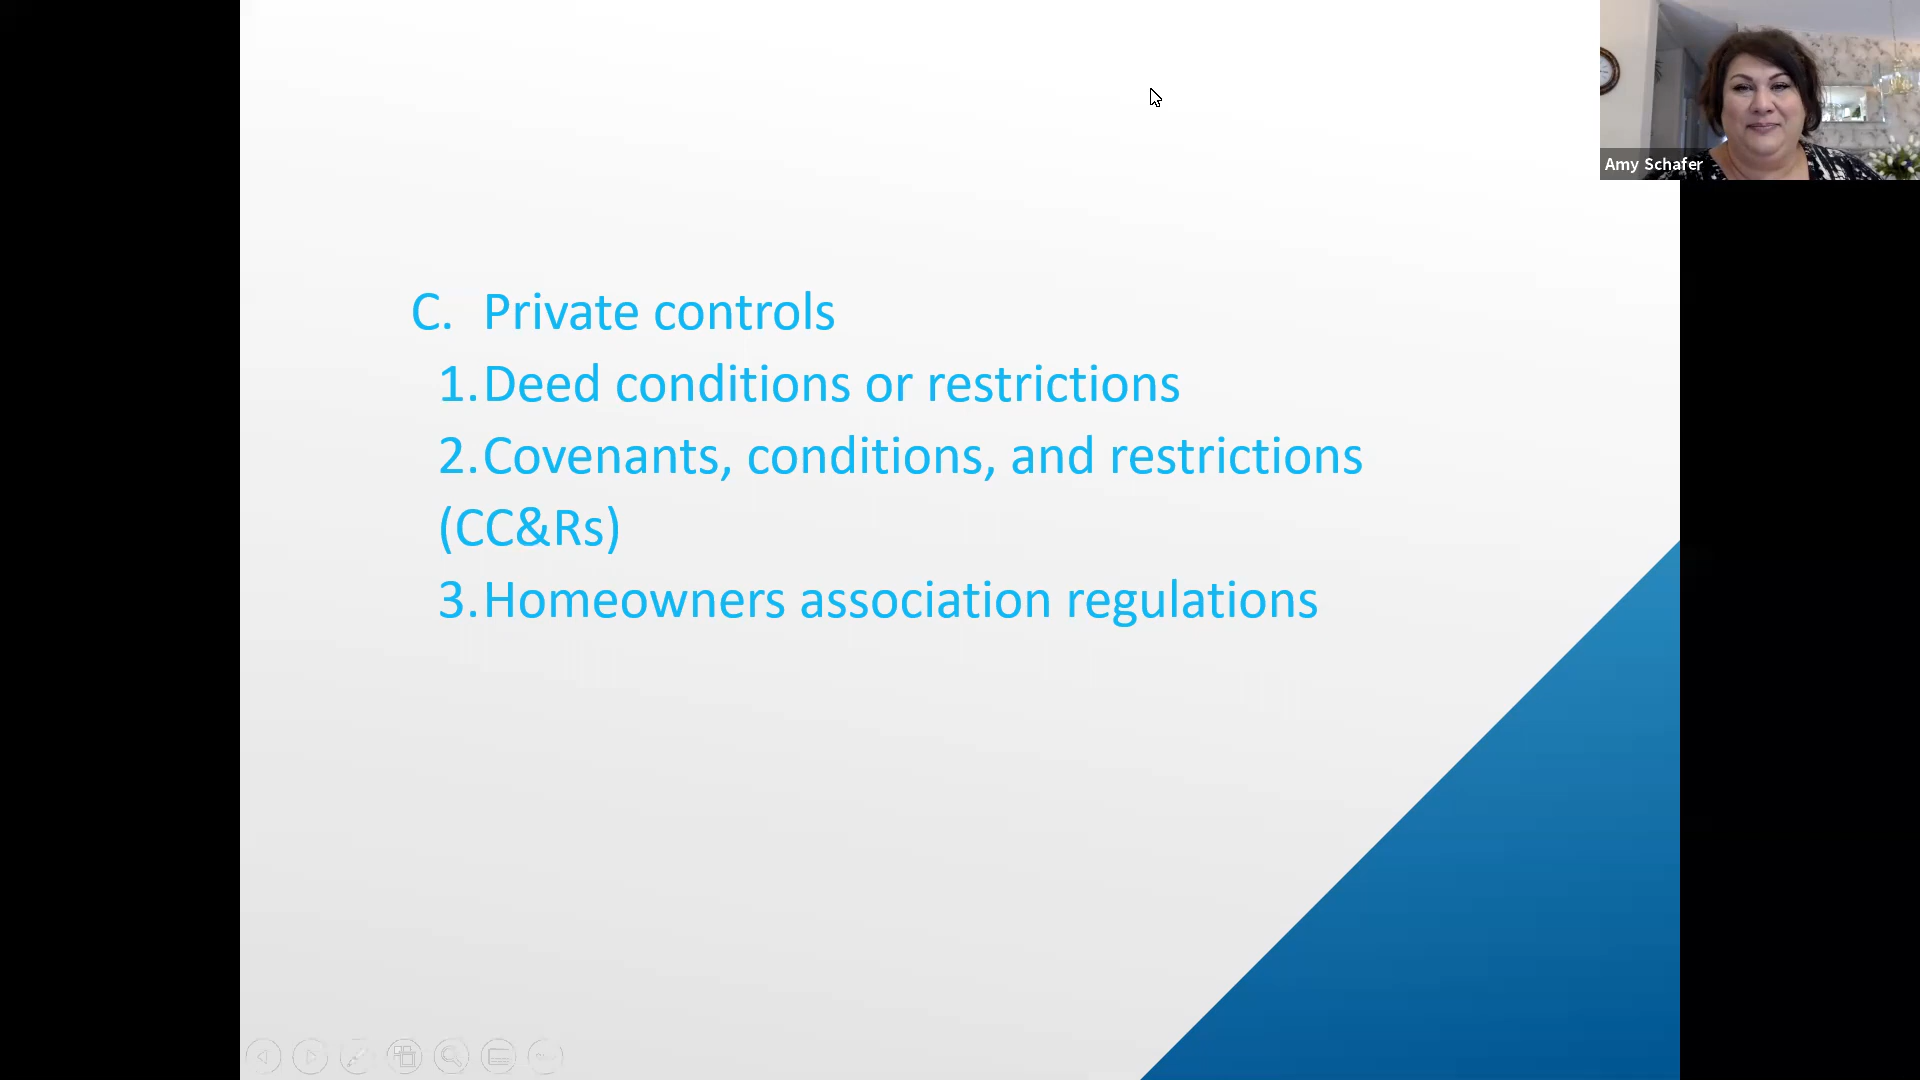 Amy Schafer
C. Private controls
1. Deed conditions or restrictions
2. Covenants, conditions, and restrictions
(CC&Rs)
3. Homeowners association regulations